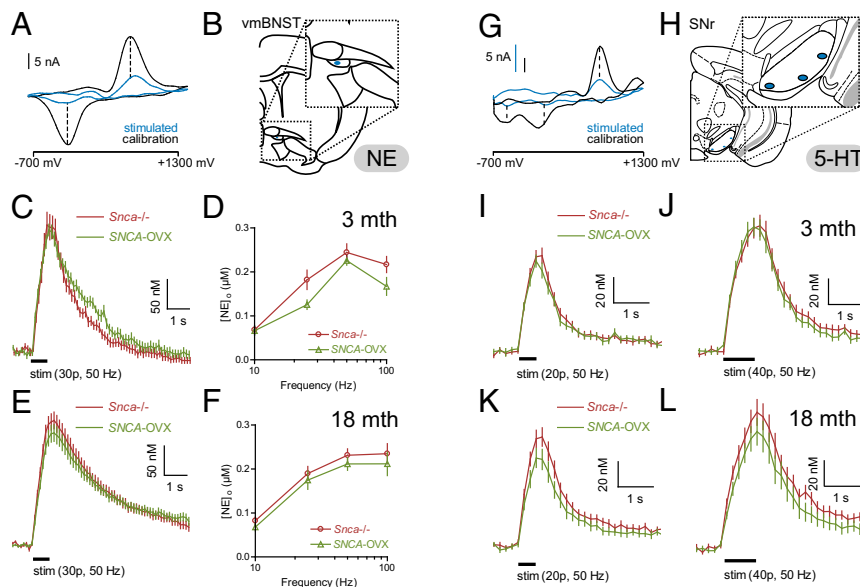 A
5 nA
stimulated
calibration
-700 mV
+1300 mV
B
vmBNST
NE
G
5 nA
stimulated
calibration
-700 mV
+1300 mV
H
SNr
5-HT
C
Snca-/-
SNCA-OVX
50 nM
1 s
stim (30p, 50 Hz)
D
3 mth
0.3
0.2
0.1
0.0
[NE]o (µM)
Snca-/-
SNCA-OVX
10
100
Frequency (Hz)
I
Snca-/-
SNCA-OVX
20 nM
1 s
stim (20p, 50 Hz)
J
3 mth
20 nM
1 s
stim (40p, 50 Hz)
E
Snca-/-
SNCA-OVX
50 nM
1 s
stim (30p, 50 Hz)
F
18 mth
0.3
0.2
0.1
0.0
[NE]o (µM)
Snca-/-
SNCA-OVX
10
100
Frequency (Hz)
K
Snca-/-
SNCA-OVX
20 nM
1 s
stim (20p, 50 Hz)
L
18 mth
20 nM
1 s
stim (40p, 50 Hz)